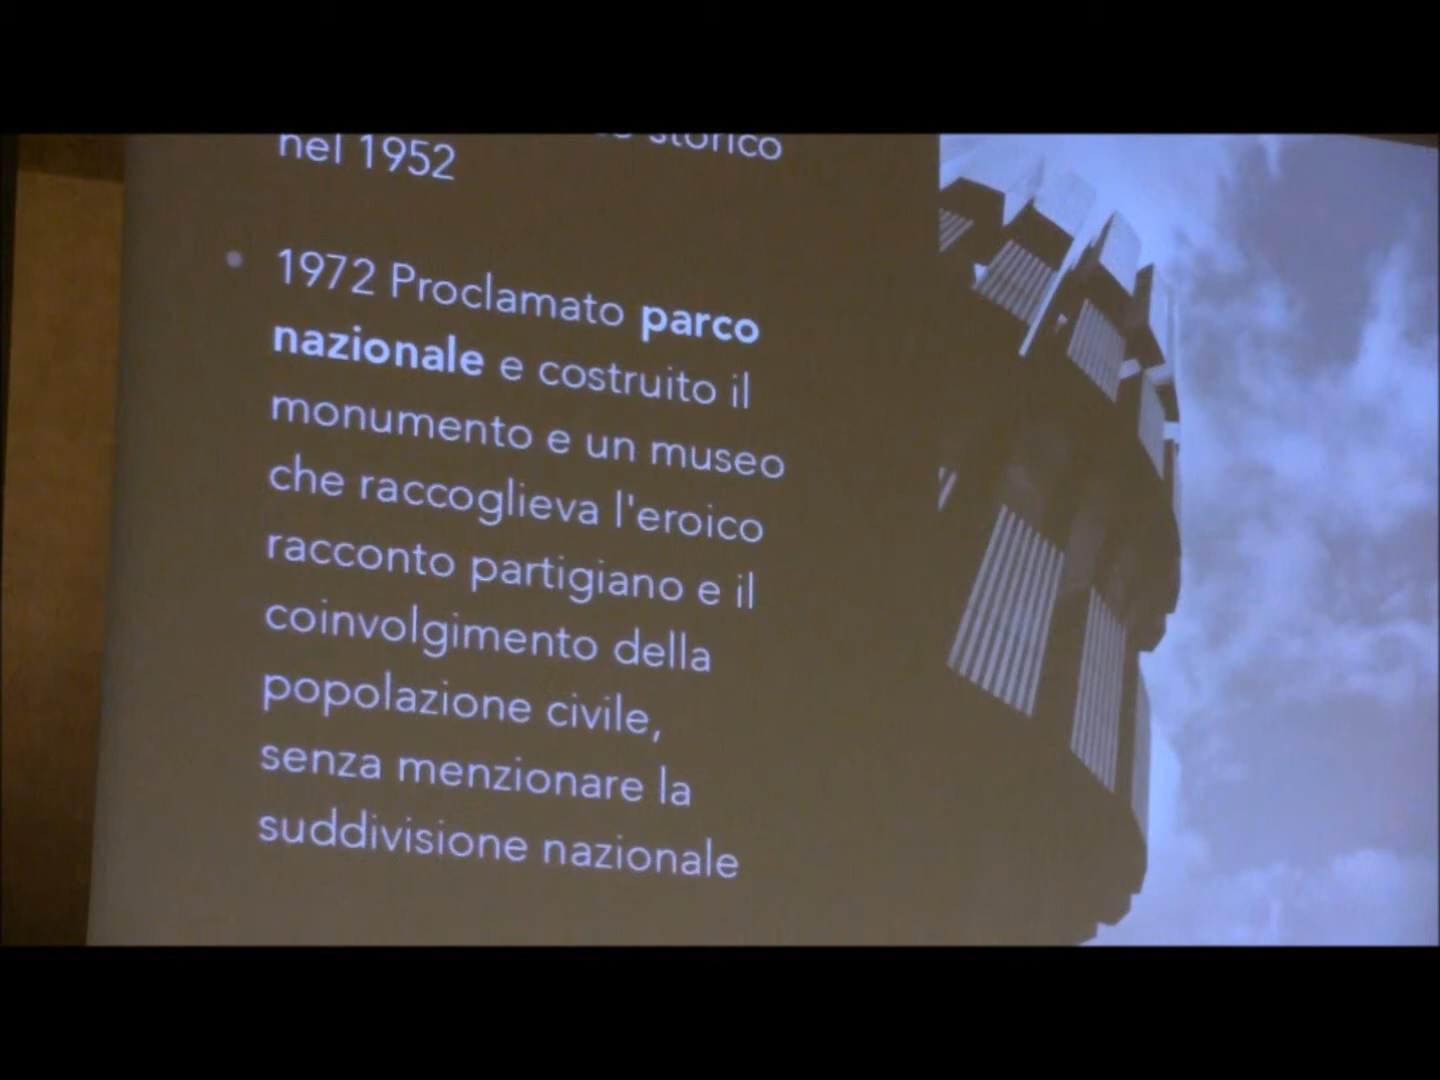 storico
nel 1952
• 1972 Proclamato parco
nazionale e costruito il
monumento e un museo
che raccoglieva l'eroico
racconto partigiano e il
coinvolgimento della
popolazione civile,
senza menzionare la
suddivisione nazionale